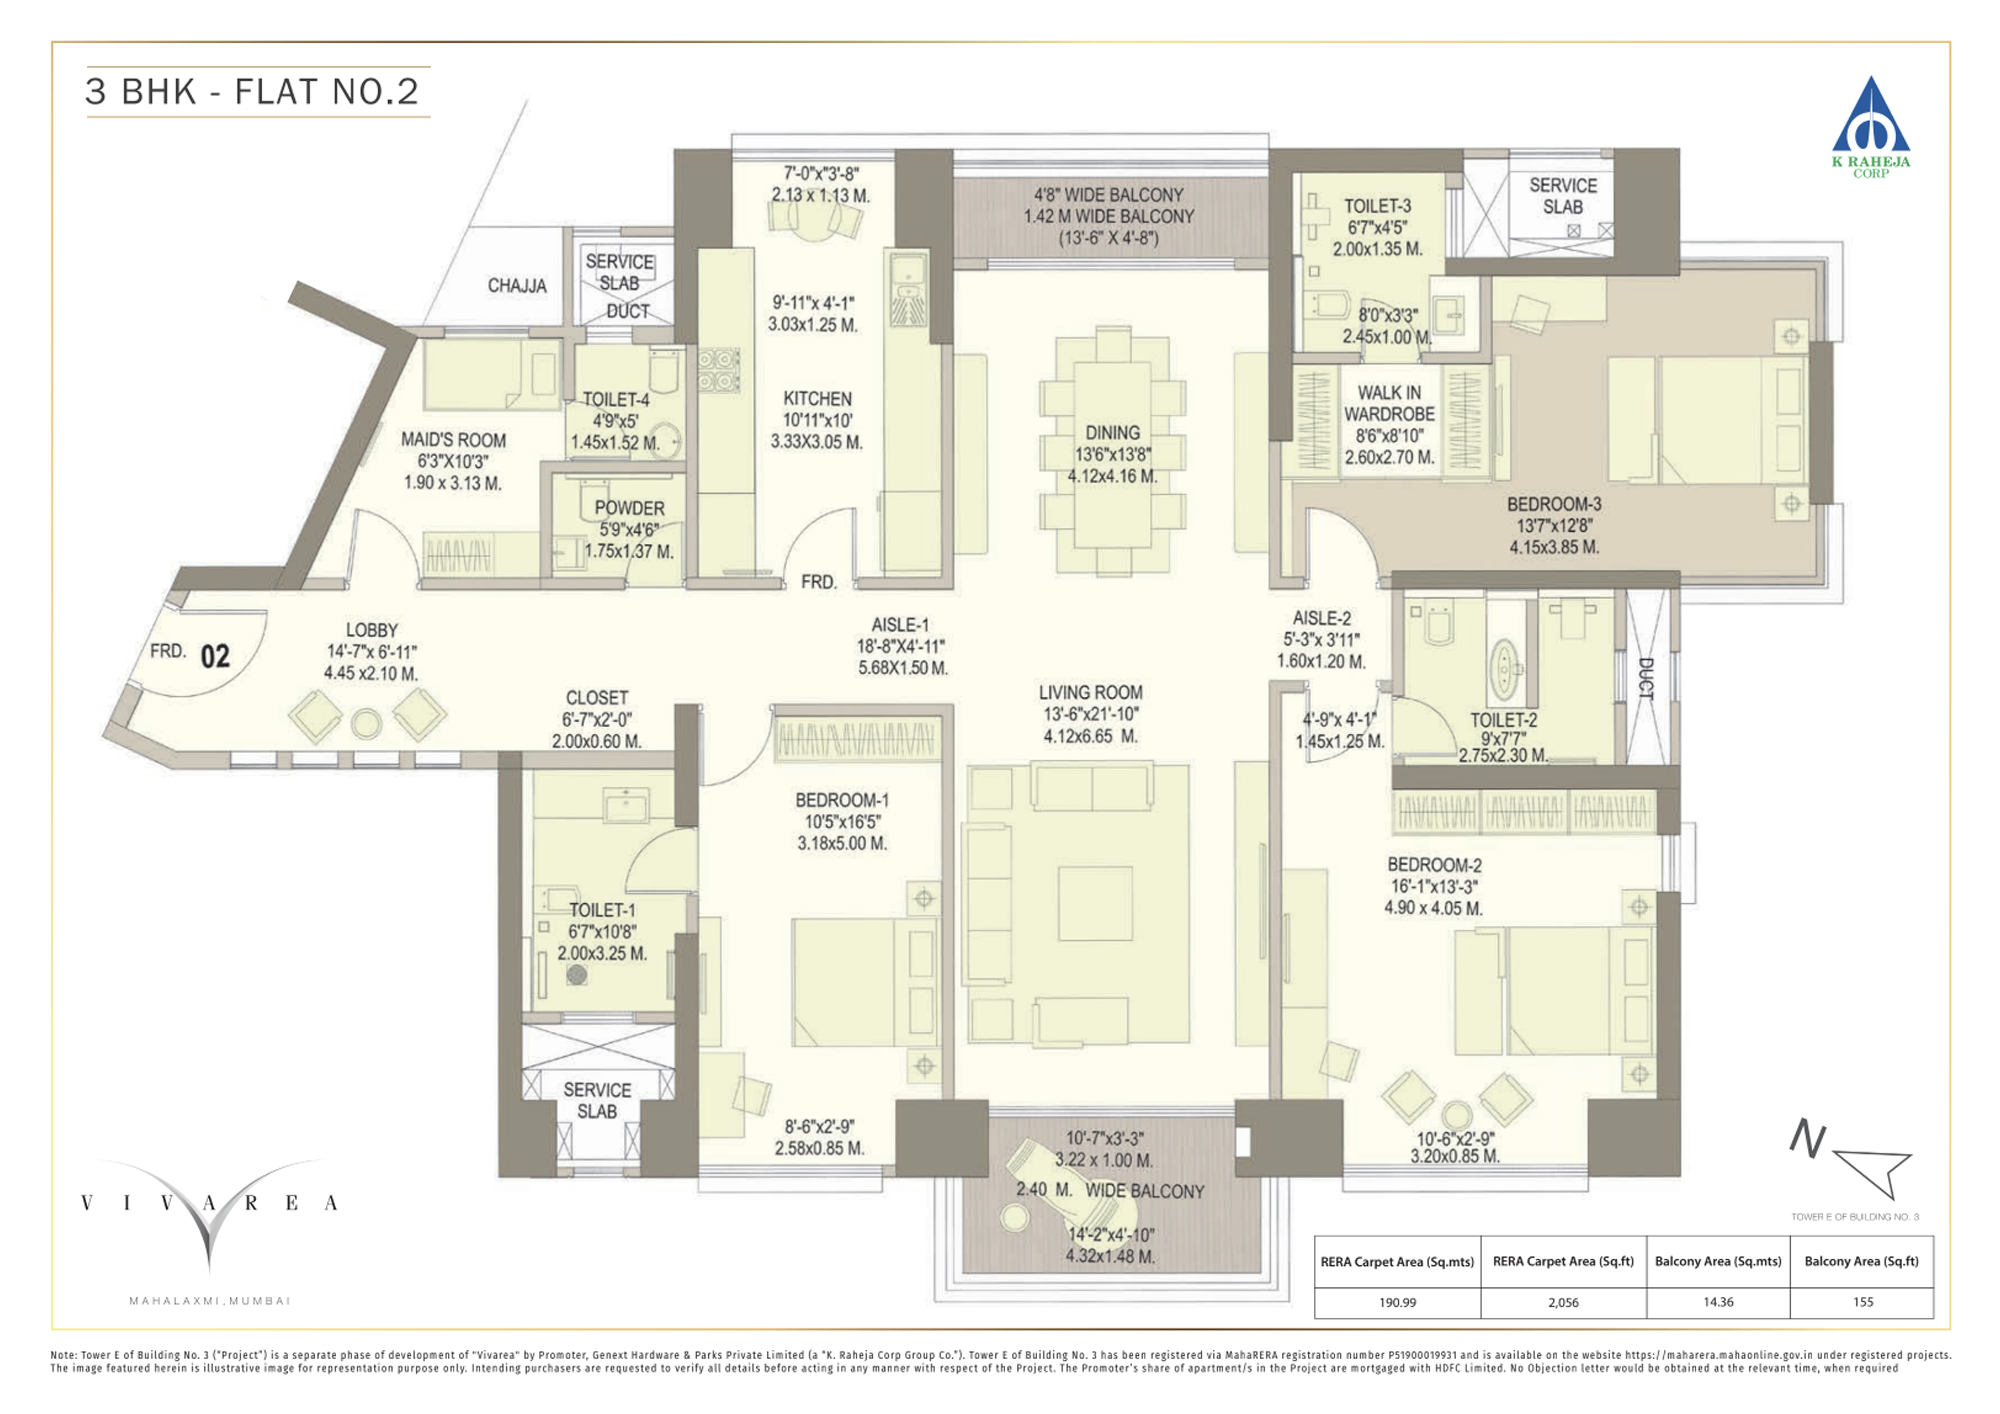 3 BHK - FLAT NO.2
K RAHEJA
CORP
7'-0"x"3'-8"
2.13 x 1.13 M.
4'8" WIDE BALCONY
1.42 M WIDE BALCONY
(13'-6" X 4'-8")
TOILET-3
6'7"x4'5"
2.00x1.35 M.
SERVICE
SLAB
CHAJJA
SERVICE
SLAB
DUCT
9'-11"x 4'-1"
3.03x1.25 M.
8'0"x3'3"
2.45x1.00 M.
TOILET-4
4'9"x5'
1.45x1.52 M.
KITCHEN
10'11"x10'
3.33X3.05 M.
DINING
13'6"x13'8"
4.12x4.16 M.
WALK IN
WARDROBE
8'6"x8'10"
2.60x2.70 M.
MAID'S ROOM
6'3"X10'3"
1.90 x 3.13 M.
POWDER
5'9"x4'6"
1.75x1.37 M.
BEDROOM-3
13'7"x12'8"
4.15x3.85 M.
FRD.
FRD. 02
LOBBY
14'-7"x 6'-11"
4.45 x2.10 M.
AISLE-1
18'-8"X4'-11"
5.68X1.50 M.
AISLE-2
5'-3"x 3'11"
1.60x1.20 M.
DUCT
CLOSET
6'-7"x2'-0"
2.00x0.60 M.
LIVING ROOM
13'-6"x21'-10"
4.12x6.65 M.
4'-9"x 4'-1"
1.45x1.25 M.
TOILET-2
9'x7'7"
2.75x2.30 M.
BEDROOM-1
10'5"x16'5"
3.18x5.00 M.
BEDROOM-2
16'-1"x13'-3"
4.90 x 4.05 M.
TOILET-1
6'7"x10'8"
2.00x3.25 M.
SERVICE
SLAB
8'-6"x2'-9"
2.58x0.85 M.
10'-7"x3'-3"
3.22 x 1.00 M.
2.40 M. WIDE BALCONY
14'-2"x4'-10"
4.32x1.48 M.
10'-6"x2'-9"
3.20x0.85 M.
N
TOWER E OF BUILDING NO. 3
VIVAREA
MAHALAXMI, MUMBAI
RERA Carpet Area (Sq.mts) RERA Carpet Area (Sq.ft) Balcony Area (Sq.mts) Balcony Area (Sq.ft)
190.99 2,056 14.36 155
Note: Tower E of Building No. 3 ("Project") is a separate phase of development of "Vivarea" by Promoter, Genext Hardware & Parks Private Limited (a "K. Raheja Corp Group Co."). Tower E of Building No. 3 has been registered via MahaRERA registration number P51900019931 and is available on the website https://maharera.mahaonline.gov.in under registered projects.
The image featured herein is illustrative image for representation purpose only. Intending purchasers are requested to verify all details before acting in any manner with respect of the Project. The Promoter's share of apartment/s in the Project are mortgaged with HDFC Limited. No Objection letter would be obtained at the relevant time, when required